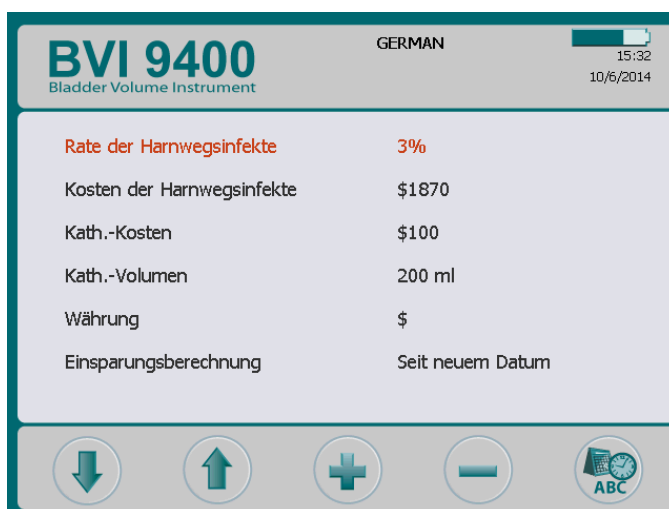 BVI 9400
Bladder Volume Instrument
GERMAN
15:32
10/6/2014
Rate der Harnwegsinfekte 3%
Kosten der Harnwegsinfekte $1870
Kath.-Kosten $100
Kath.-Volumen 200 ml
Währung $
Einsparungsberechnung Seit neuem Datum
ABC